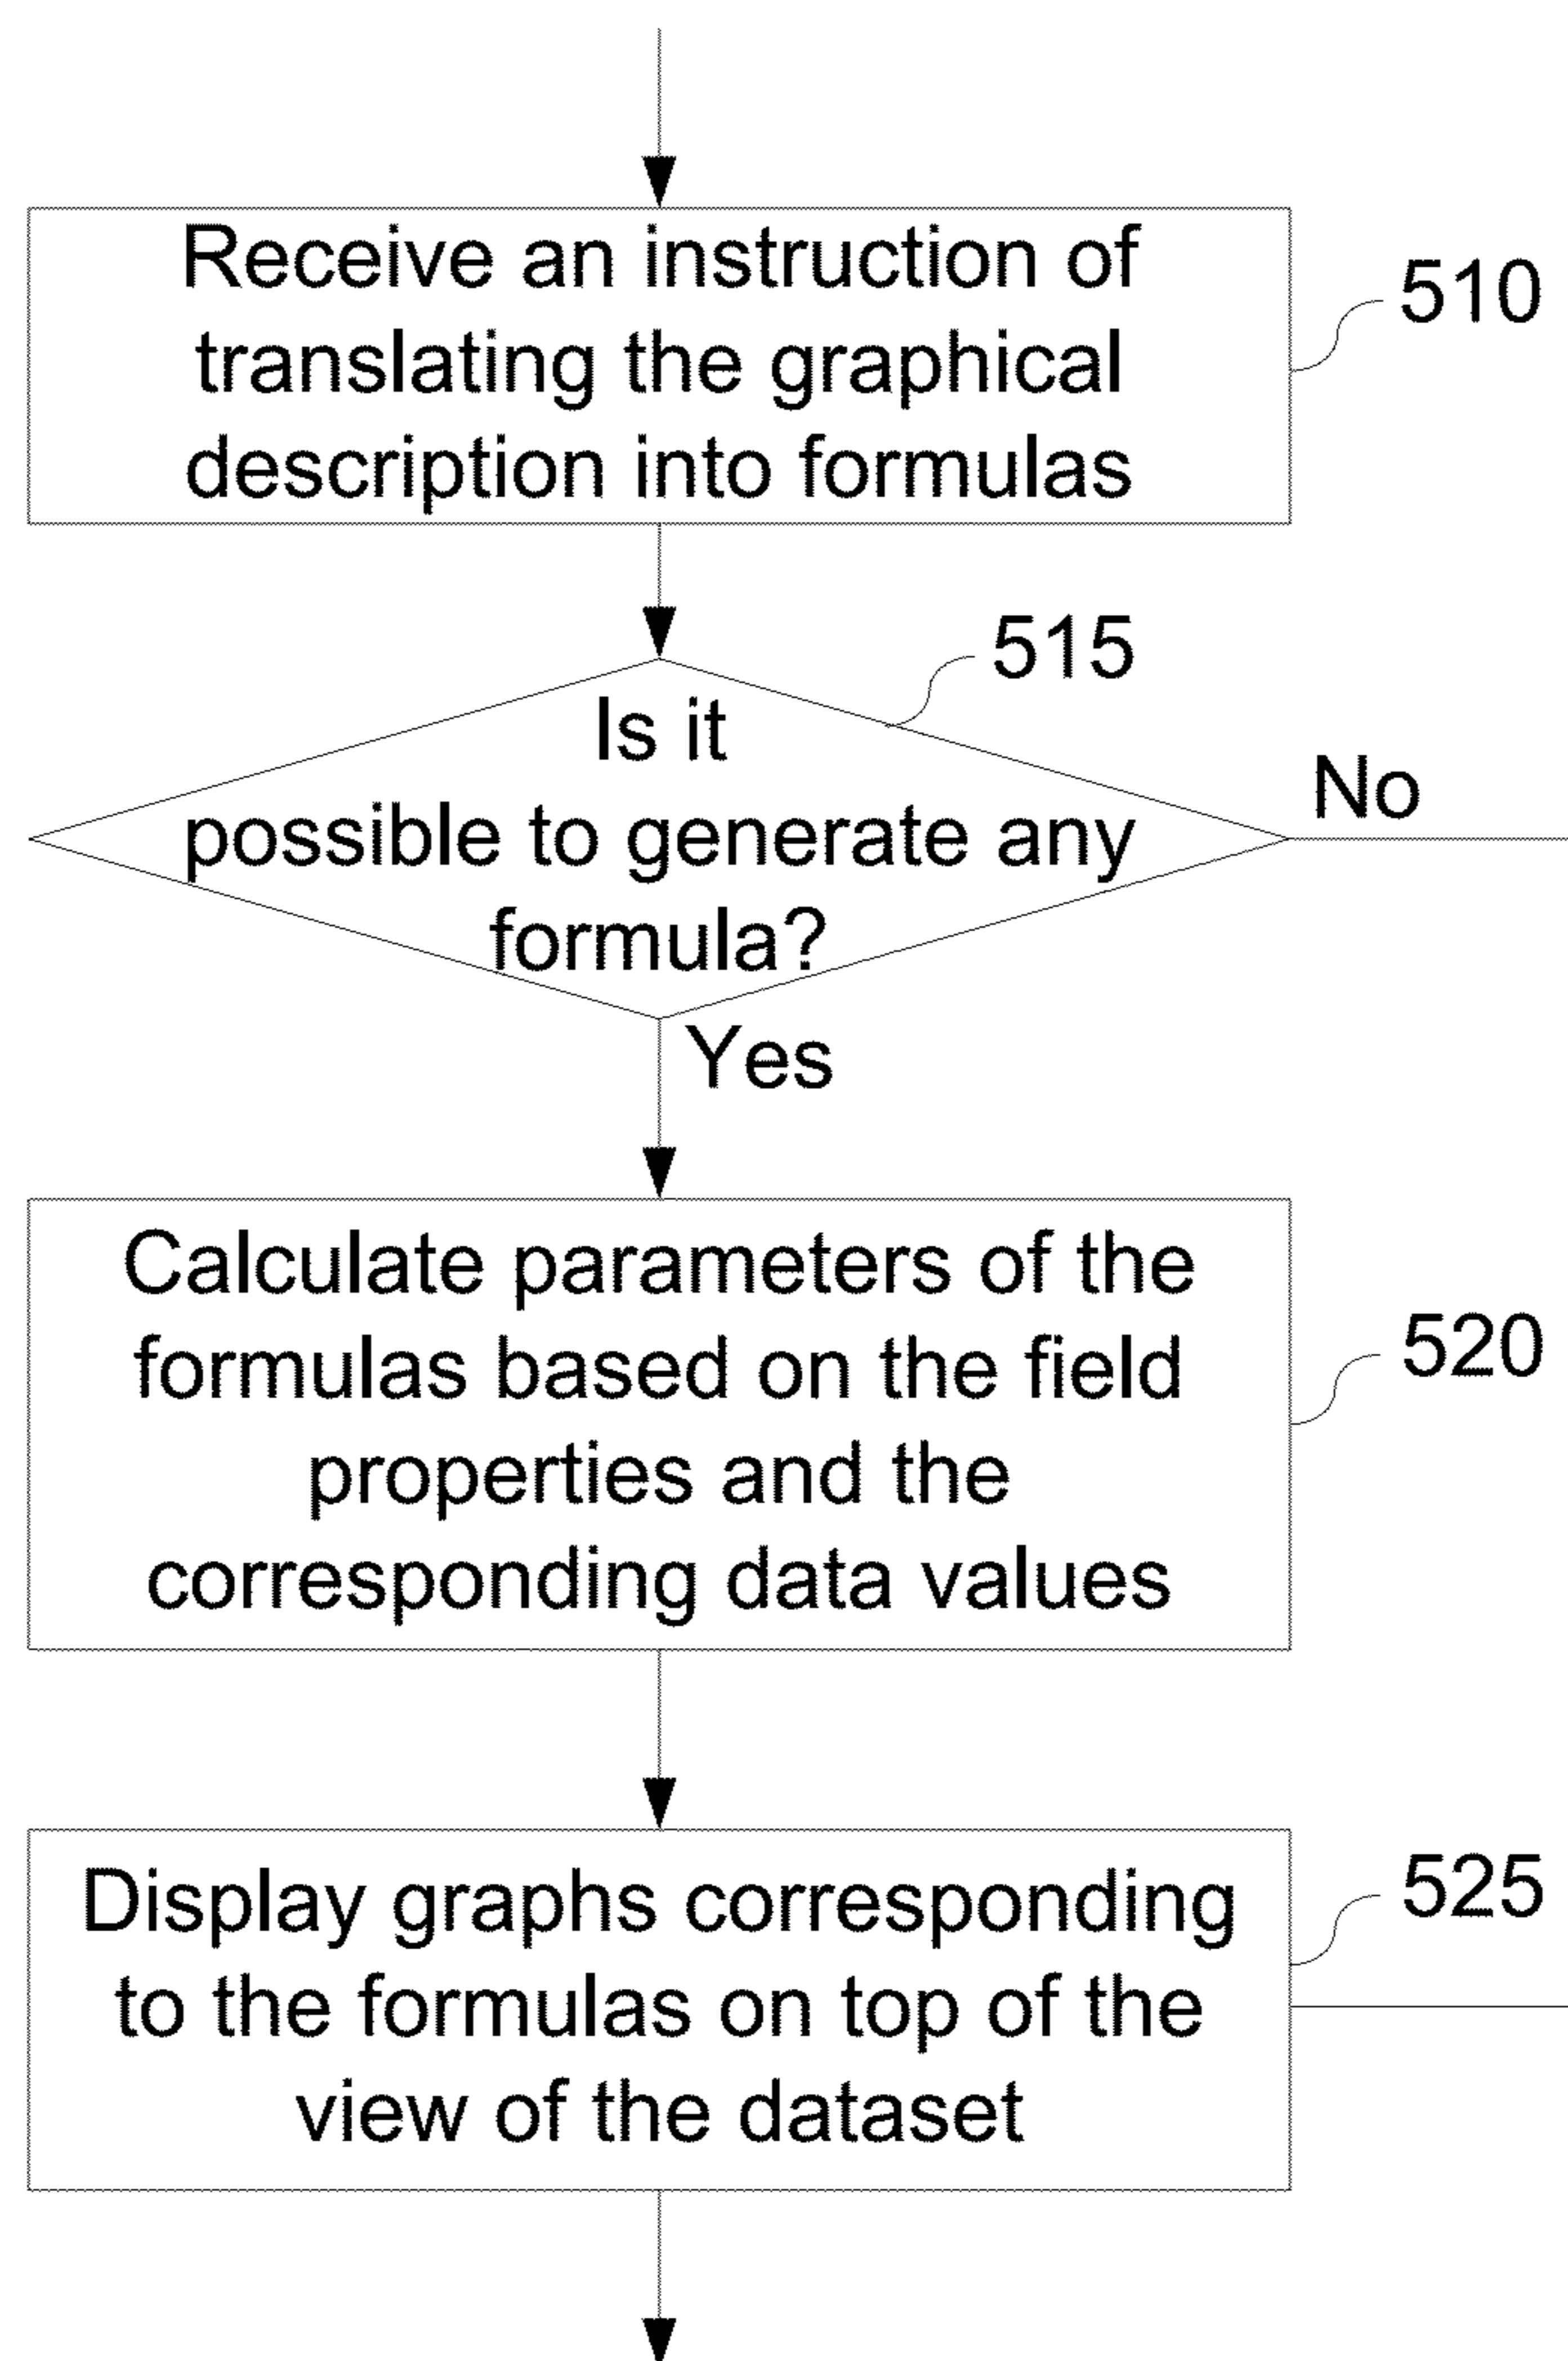 Receive an instruction of
translating the graphical
description into formulas
510
515
Is it
possible to generate any
formula?
No
Yes
Calculate parameters of the
formulas based on the field
properties and the
corresponding data values
520
Display graphs corresponding
to the formulas on top of the
view of the dataset
525